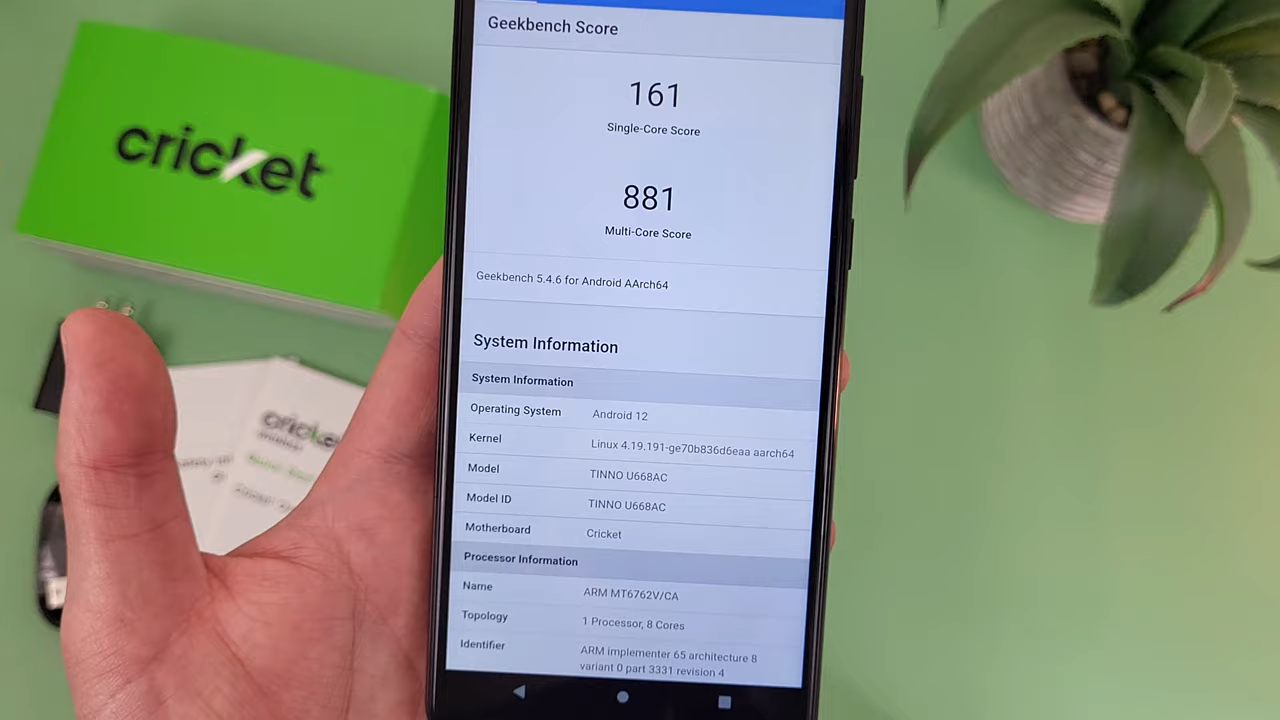 cricket
Geekbench Score
161
Single-Core Score
881
Multi-Core Score
Geekbench 5.4.6 for Android AArch64
System Information
System Information
Operating System Android 12
Kernel Linux 4.19.191-ge70b836d6eaa aarch64
Model TINNO U668AC
Model ID TINNO U668AC
Motherboard Cricket
Processor Information
Name ARM MT6762V/CA
Topology 1 Processor, 8 Cores
Identifier ARM implementer 65 architecture 8
variant 0 part 3331 revision 4